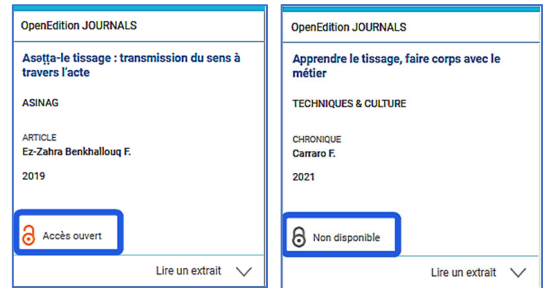 OpenEdition JOURNALS
Asəṭṭa-le tissage : transmission du sens à
travers l'acte
ASINAG
ARTICLE
Ez-Zahra Benkhallouq F.
2019
Accès ouvert
Lire un extrait
OpenEdition JOURNALS
Apprendre le tissage, faire corps avec le
métier
TECHNIQUES & CULTURE
CHRONIQUE
Carraro F.
2021
Non disponible
Lire un extrait